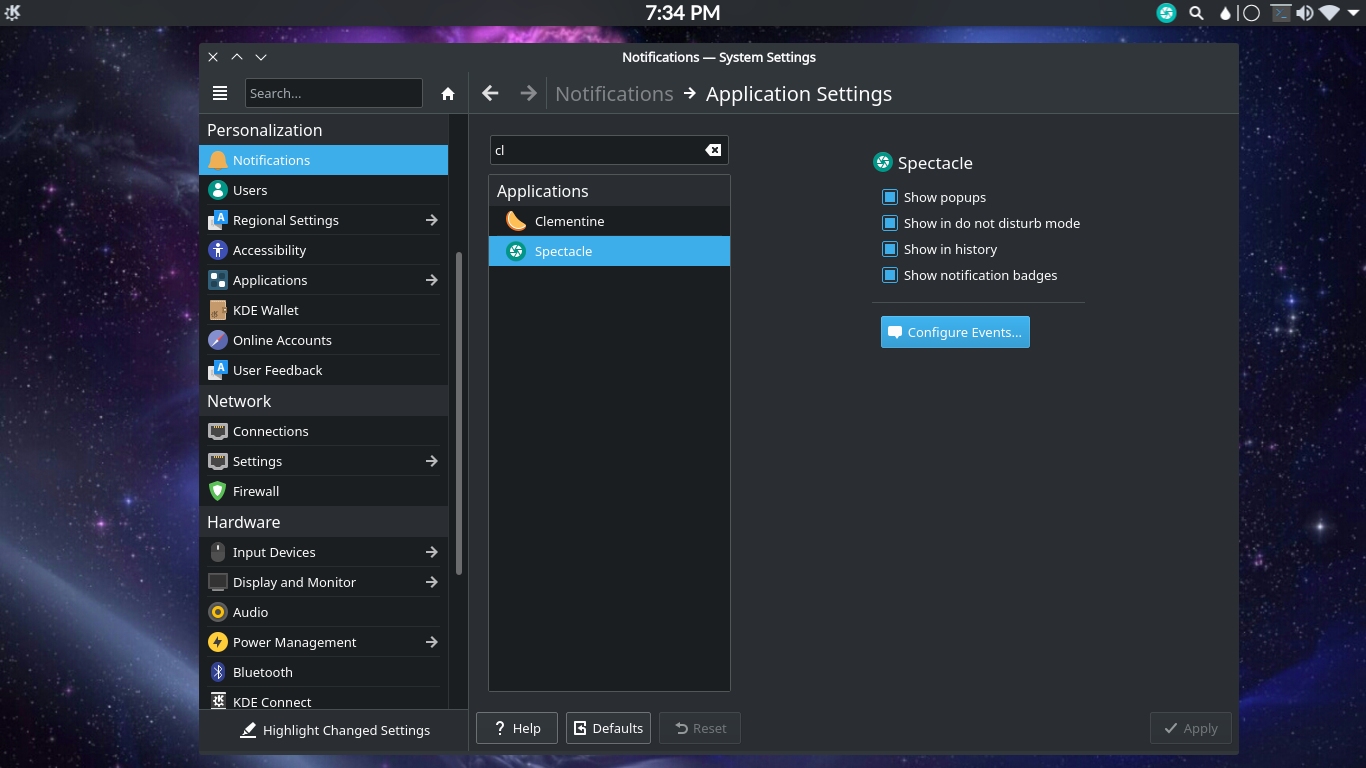 7:34 PM
Notifications — System Settings
Search...
Notifications → Application Settings
Personalization
Notifications
Users
Regional Settings
Accessibility
Applications
KDE Wallet
Online Accounts
User Feedback
Network
Connections
Settings
Firewall
Hardware
Input Devices
Display and Monitor
Audio
Power Management
Bluetooth
KDE Connect
Highlight Changed Settings
cl
Applications
Clementine
Spectacle
Spectacle
Show popups
Show in do not disturb mode
Show in history
Show notification badges
Configure Events...
? Help
Defaults
Reset
Apply